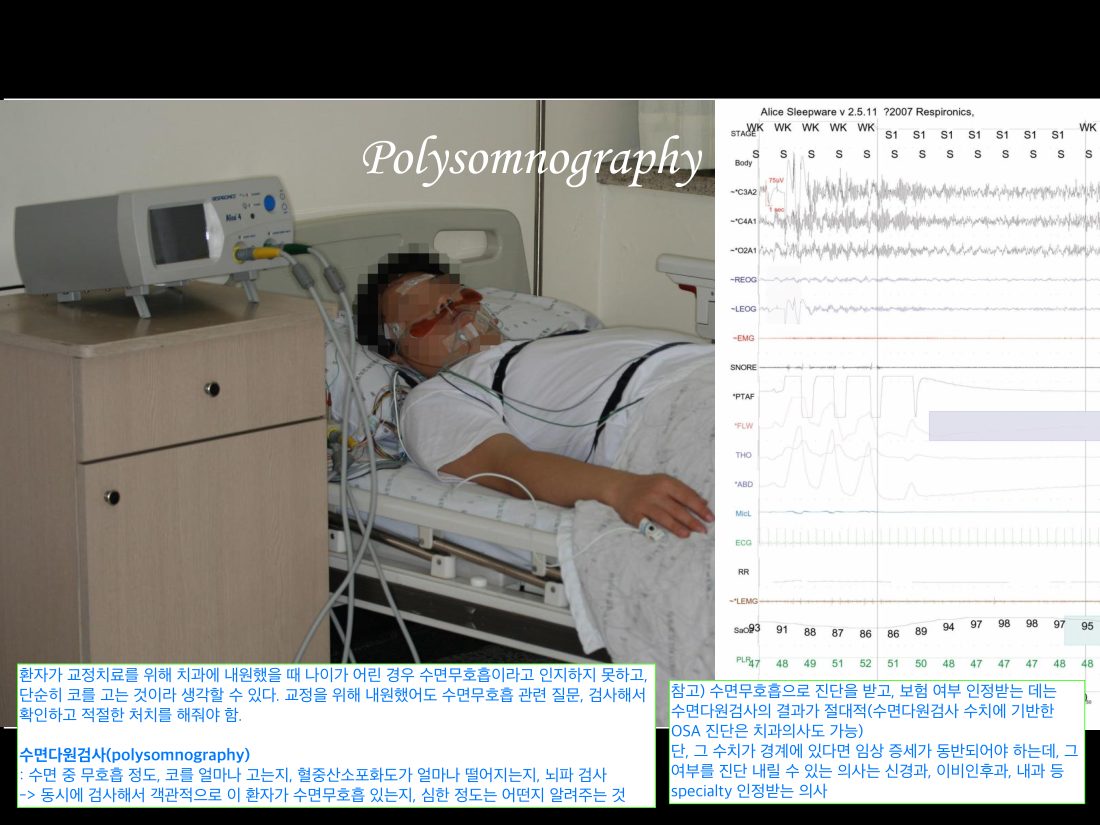 Polysomnography
Alice Sleepware v 2.5.11 ?2007 Respironics,
STAGE WK WK WK WK WK S1 S1 S1 S1 S1 S1 S1 WK
Body S S S S S S S S S S S S S
~*C3A2
75uV
1 sec
~*C4A1
~*O2A1
~REOG
~LEOG
~EMG
SNORE
*PTAF
*FLW
THO
*ABD
MicL
ECG
RR
~*LEMG
SaO2 93 91 88 87 86 86 89 94 97 98 98 97 95
PLR 47 48 49 51 52 51 50 48 47 48 47 48 48
RESPIRONICS
Alice 4
환자가 교정치료를 위해 치과에 내원했을 때 나이가 어린 경우 수면무호흡이라고 인지하지 못하고,
단순히 코를 고는 것이라 생각할 수 있다. 교정을 위해 내원했어도 수면무호흡 관련 질문, 검사해서
확인하고 적절한 처치를 해줘야 함.
수면다원검사(polysomnography)
: 수면 중 무호흡 정도, 코를 얼마나 고는지, 혈중산소포화도가 얼마나 떨어지는지, 뇌파 검사
-> 동시에 검사해서 객관적으로 이 환자가 수면무호흡 있는지, 심한 정도는 어떤지 알려주는 것
참고) 수면무호흡으로 진단을 받고, 보험 여부 인정받는 데는
수면다원검사의 결과가 절대적(수면다원검사 수치에 기반한
OSA 진단은 치과의사도 가능)
단, 그 수치가 경계에 있다면 임상 증세가 동반되어야 하는데, 그
여부를 진단 내릴 수 있는 의사는 신경과, 이비인후과, 내과 등
specialty 인정받는 의사